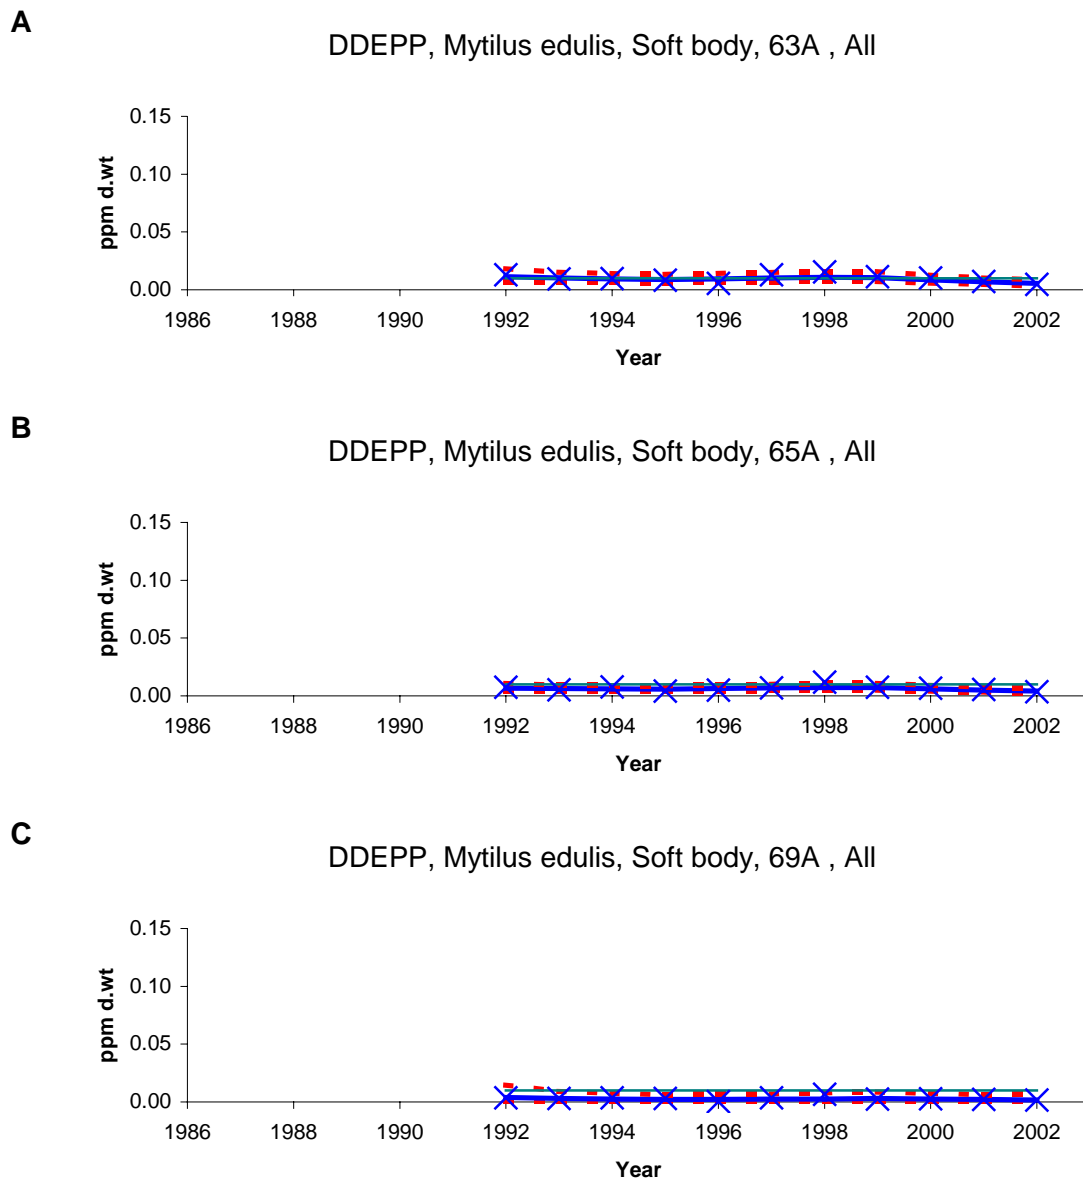 A
DDEPP, Mytilus edulis, Soft body, 63A , All
0.15
0.10
0.05
0.00
ppm d.wt
1986 1988 1990 1992 1994 1996 1998 2000 2002
Year
B
DDEPP, Mytilus edulis, Soft body, 65A , All
0.15
0.10
0.05
0.00
ppm d.wt
1986 1988 1990 1992 1994 1996 1998 2000 2002
Year
C
DDEPP, Mytilus edulis, Soft body, 69A , All
0.15
0.10
0.05
0.00
ppm d.wt
1986 1988 1990 1992 1994 1996 1998 2000 2002
Year